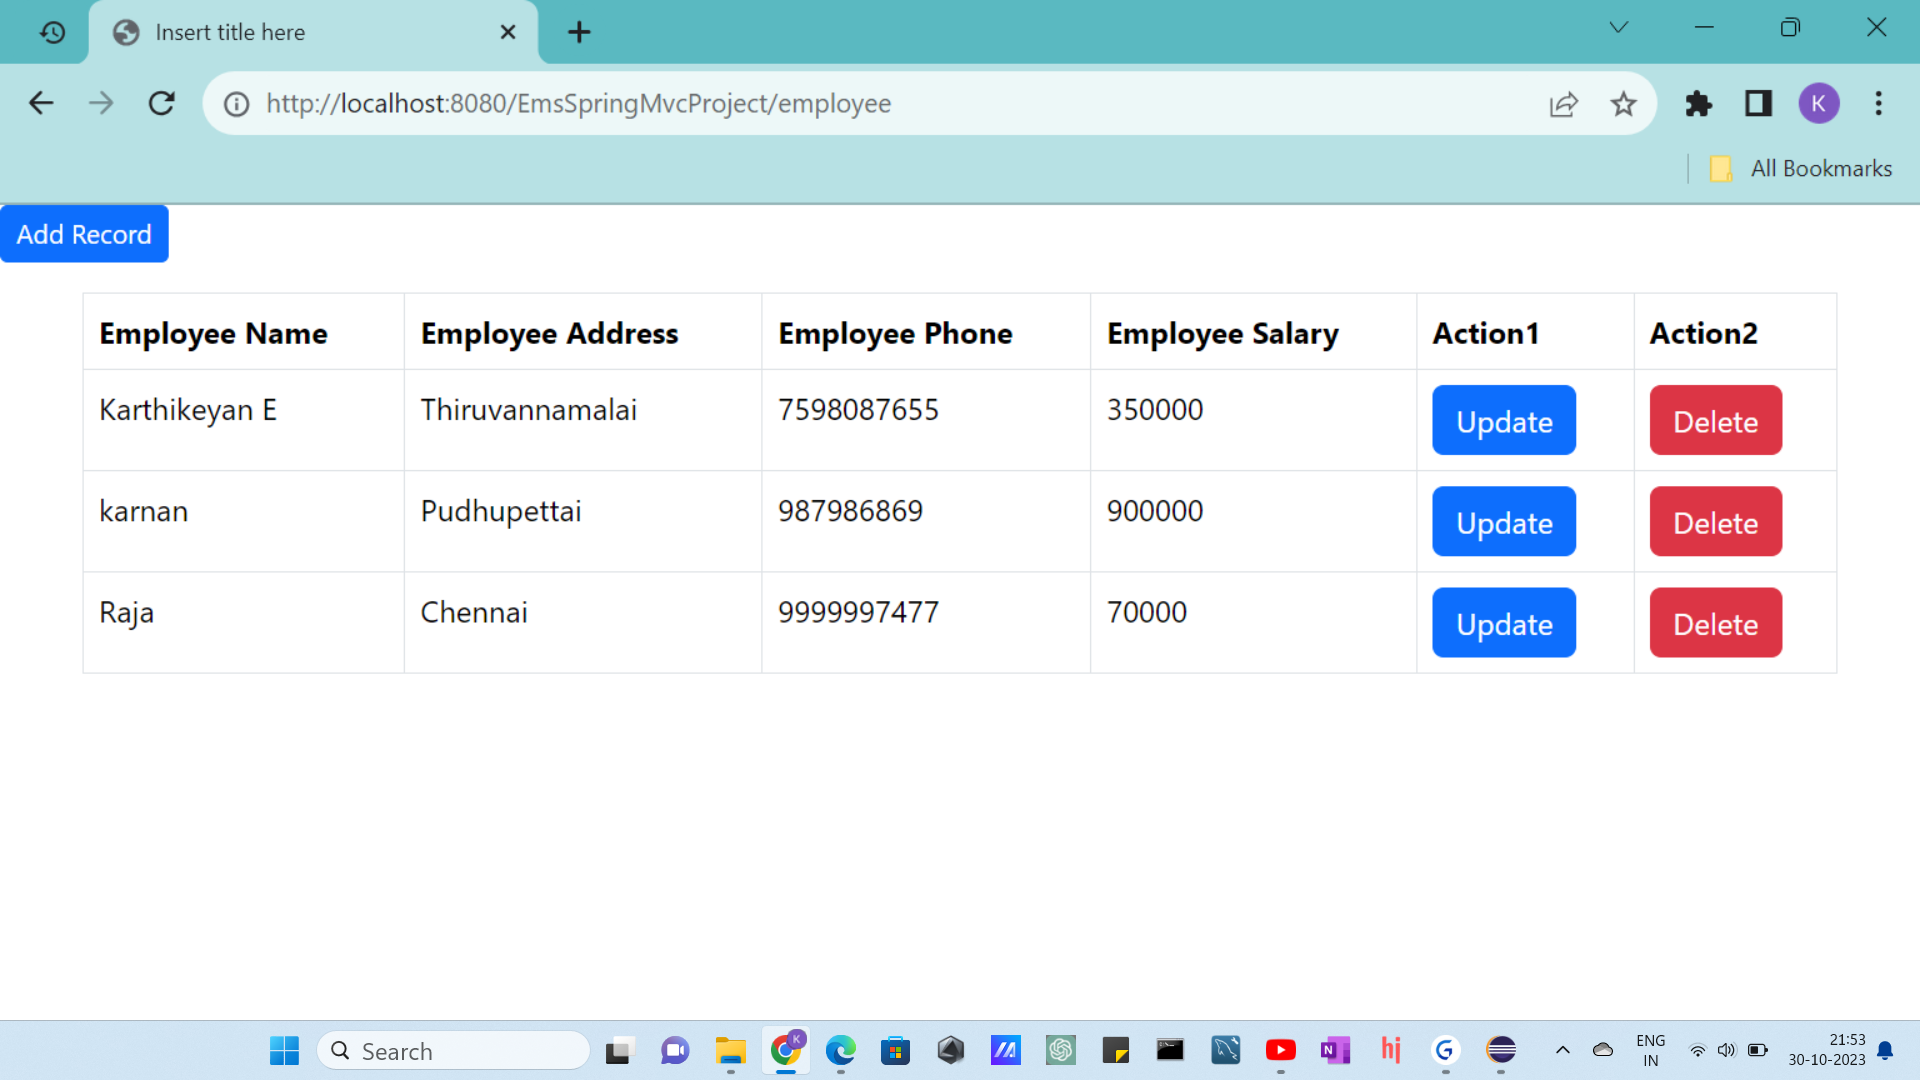 Insert title here
http://localhost:8080/EmsSpringMvcProject/employee
K
All Bookmarks
Add Record
Employee Name Employee Address Employee Phone Employee Salary Action1 Action2
Karthikeyan E Thiruvannamalai 7598087655 350000 Update Delete
karnan Pudhupettai 987986869 900000 Update Delete
Raja Chennai 9999997477 70000 Update Delete
Search K N hj G ENG 21:53
IN 30-10-2023